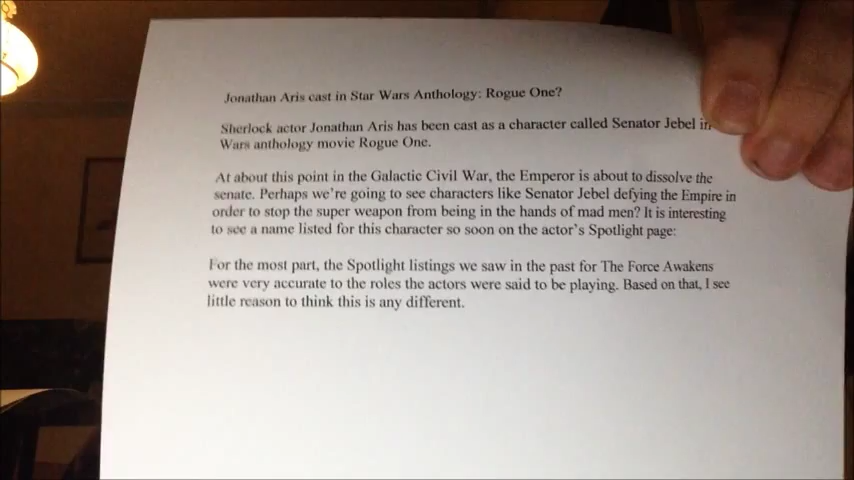 Jonathan Aris cast in Star Wars Anthology: Rogue One?
Sherlock actor Jonathan Aris has been cast as a character called Senator Jebel in
Wars anthology movie Rogue One.
At about this point in the Galactic Civil War, the Emperor is about to dissolve the
senate. Perhaps we're going to see characters like Senator Jebel defying the Empire in
order to stop the super weapon from being in the hands of mad men? It is interesting
to see a name listed for this character so soon on the actor's Spotlight page:
For the most part, the Spotlight listings we saw in the past for The Force Awakens
were very accurate to the roles the actors were said to be playing. Based on that, I see
little reason to think this is any different.